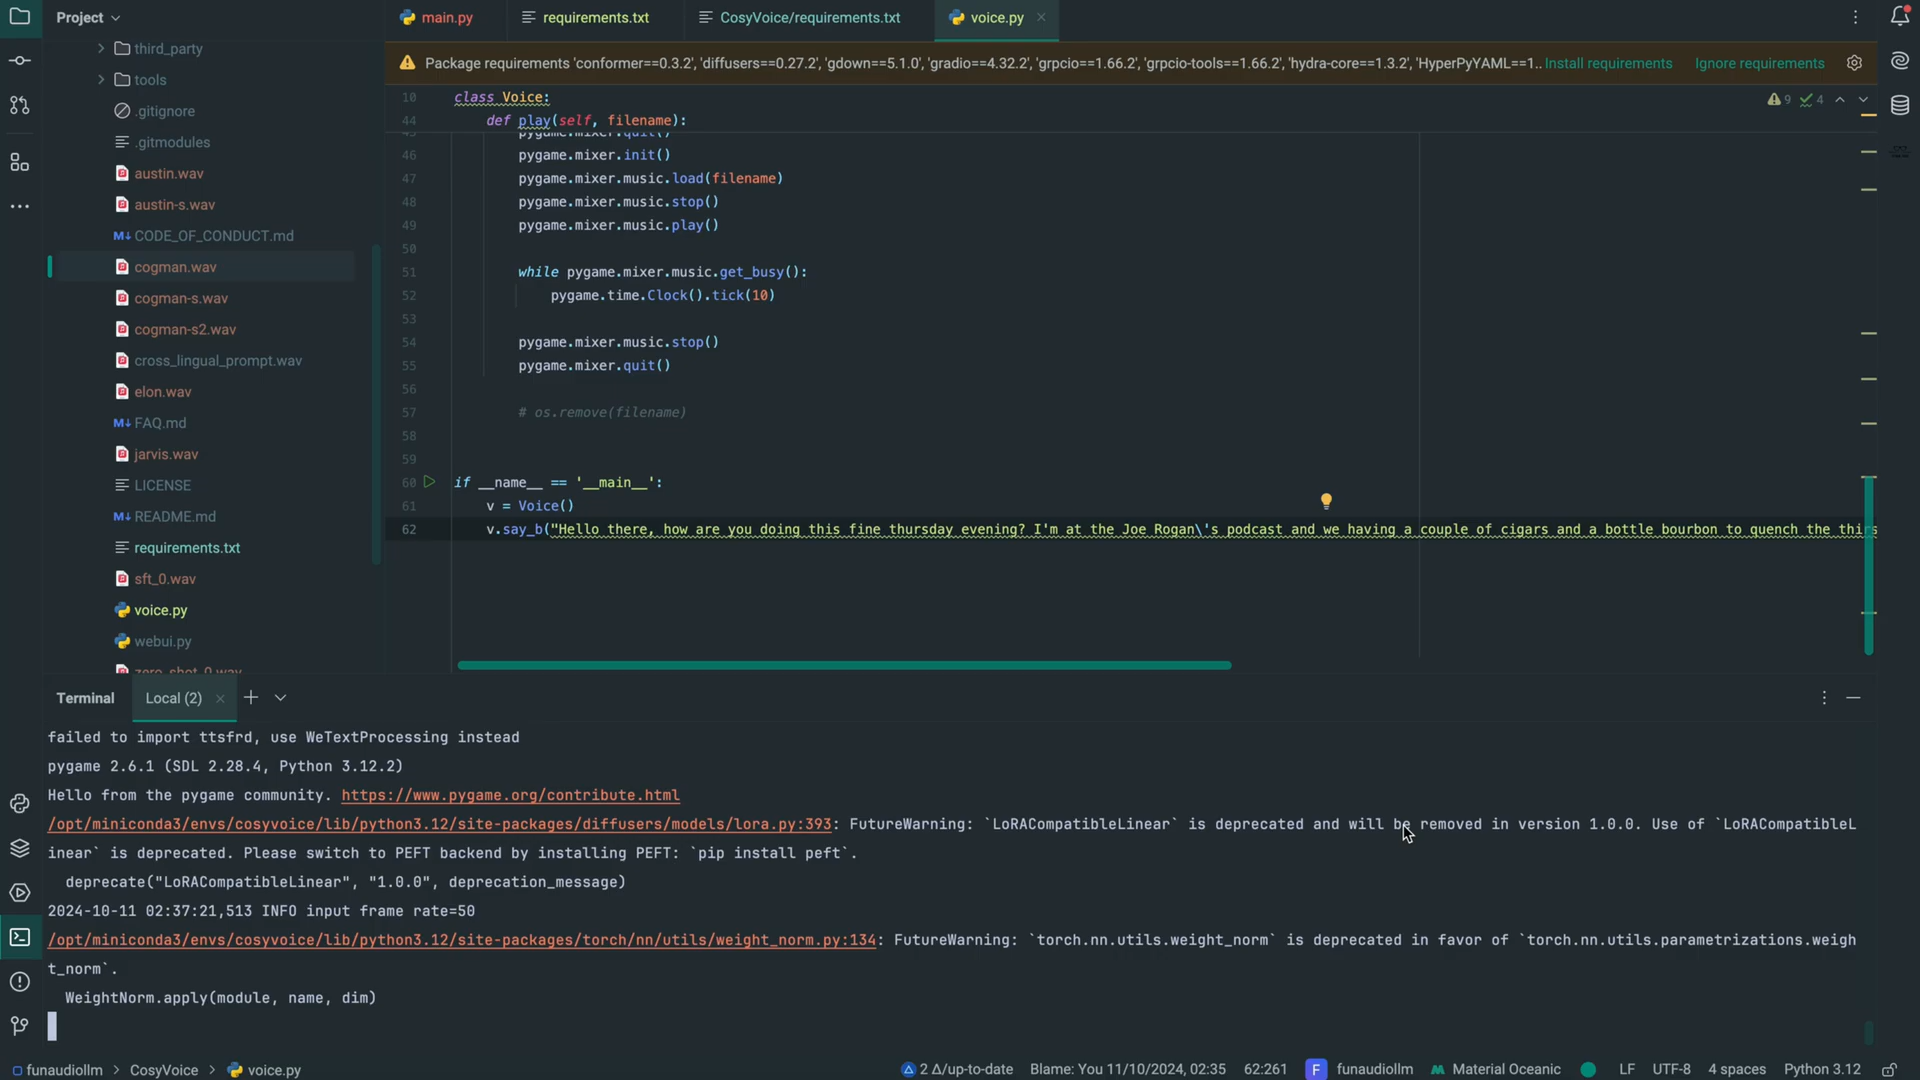 Project
main.py
requirements.txt
CosyVoice/requirements.txt
voice.py
third_party
tools
.gitignore
.gitmodules
austin.wav
austin-s.wav
CODE_OF_CONDUCT.md
cogman.wav
cogman-s.wav
cogman-s2.wav
cross_lingual_prompt.wav
elon.wav
FAQ.md
jarvis.wav
LICENSE
README.md
requirements.txt
sft_0.wav
voice.py
webui.py
zero_shot_0.wav
Package requirements 'conformer==0.3.2', 'diffusers==0.27.2', 'gdown==5.1.0', 'gradio==4.32.2', 'grpcio==1.66.2', 'grpcio-tools==1.66.2', 'hydra-core==1.3.2', 'HyperPyYAML==1... Install requirements Ignore requirements
9 4
10 class Voice:
44 def play(self, filename):
45 pygame.mixer.quit()
46 pygame.mixer.init()
47 pygame.mixer.music.load(filename)
48 pygame.mixer.music.stop()
49 pygame.mixer.music.play()
50
51 while pygame.mixer.music.get_busy():
52 pygame.time.Clock().tick(10)
53
54 pygame.mixer.music.stop()
55 pygame.mixer.quit()
56
57 # os.remove(filename)
58
59
60 if __name__ == '__main__':
61 v = Voice()
62 v.say_b("Hello there, how are you doing this fine thursday evening? I'm at the Joe Rogan\'s podcast and we having a couple of cigars and a bottle bourbon to quench the thirs
Terminal Local (2)
failed to import ttsfrd, use WeTextProcessing instead
pygame 2.6.1 (SDL 2.28.4, Python 3.12.2)
Hello from the pygame community. https://www.pygame.org/contribute.html
/opt/miniconda3/envs/cosyvoice/lib/python3.12/site-packages/diffusers/models/lora.py:393: FutureWarning: `LoRACompatibleLinear` is deprecated and will be removed in version 1.0.0. Use of `LoRACompatibleL
inear` is deprecated. Please switch to PEFT backend by installing PEFT: `pip install peft`.
deprecate("LoRACompatibleLinear", "1.0.0", deprecation_message)
2024-10-11 02:37:21,513 INFO input frame rate=50
/opt/miniconda3/envs/cosyvoice/lib/python3.12/site-packages/torch/nn/utils/weight_norm.py:134: FutureWarning: `torch.nn.utils.weight_norm` is deprecated in favor of `torch.nn.utils.parametrizations.weigh
t_norm`.
WeightNorm.apply(module, name, dim)
funaudiollm CosyVoice voice.py
2 Δ/up-to-date Blame: You 11/10/2024, 02:35 62:261 F funaudiollm Material Oceanic LF UTF-8 4 spaces Python 3.12